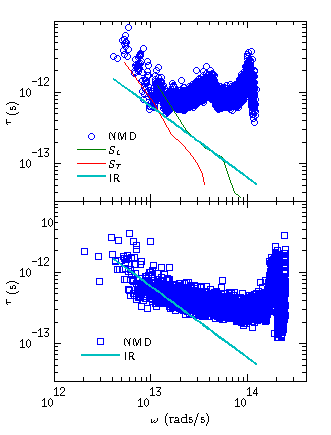 10^-12
τ (s)
10^-13
NMD
S_L
S_T
IR
10
10^-12
τ (s)
10^-13
NMD
IR
10^12
10^13
10^14
ω (rads/s)